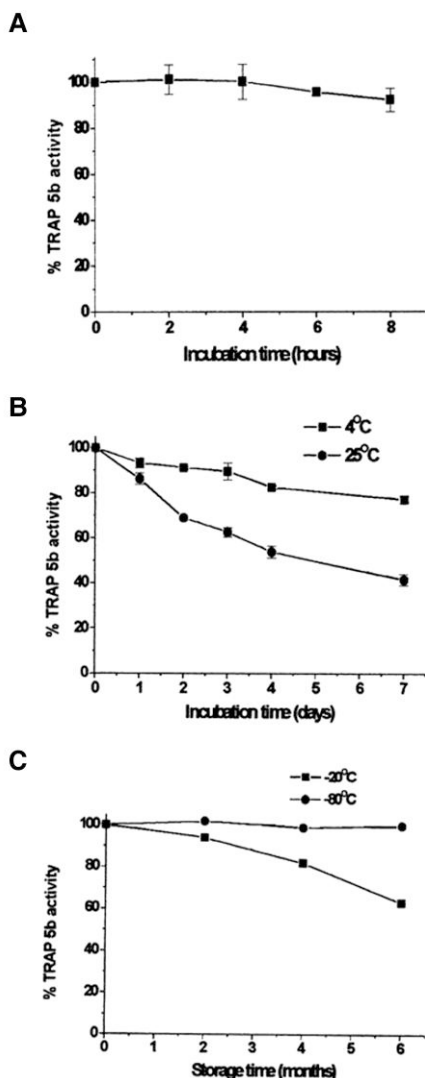 A
100
80
60
40
20
0
% TRAP 5b activity
0 2 4 6 8
Incubation time (hours)
B
4°C
25°C
100
80
60
40
20
0
% TRAP 5b activity
0 1 2 3 4 5 6 7
Incubation time (days)
C
-20°C
-80°C
100
80
60
40
20
0
% TRAP 5b activity
0 1 2 3 4 5 6
Storage time (months)